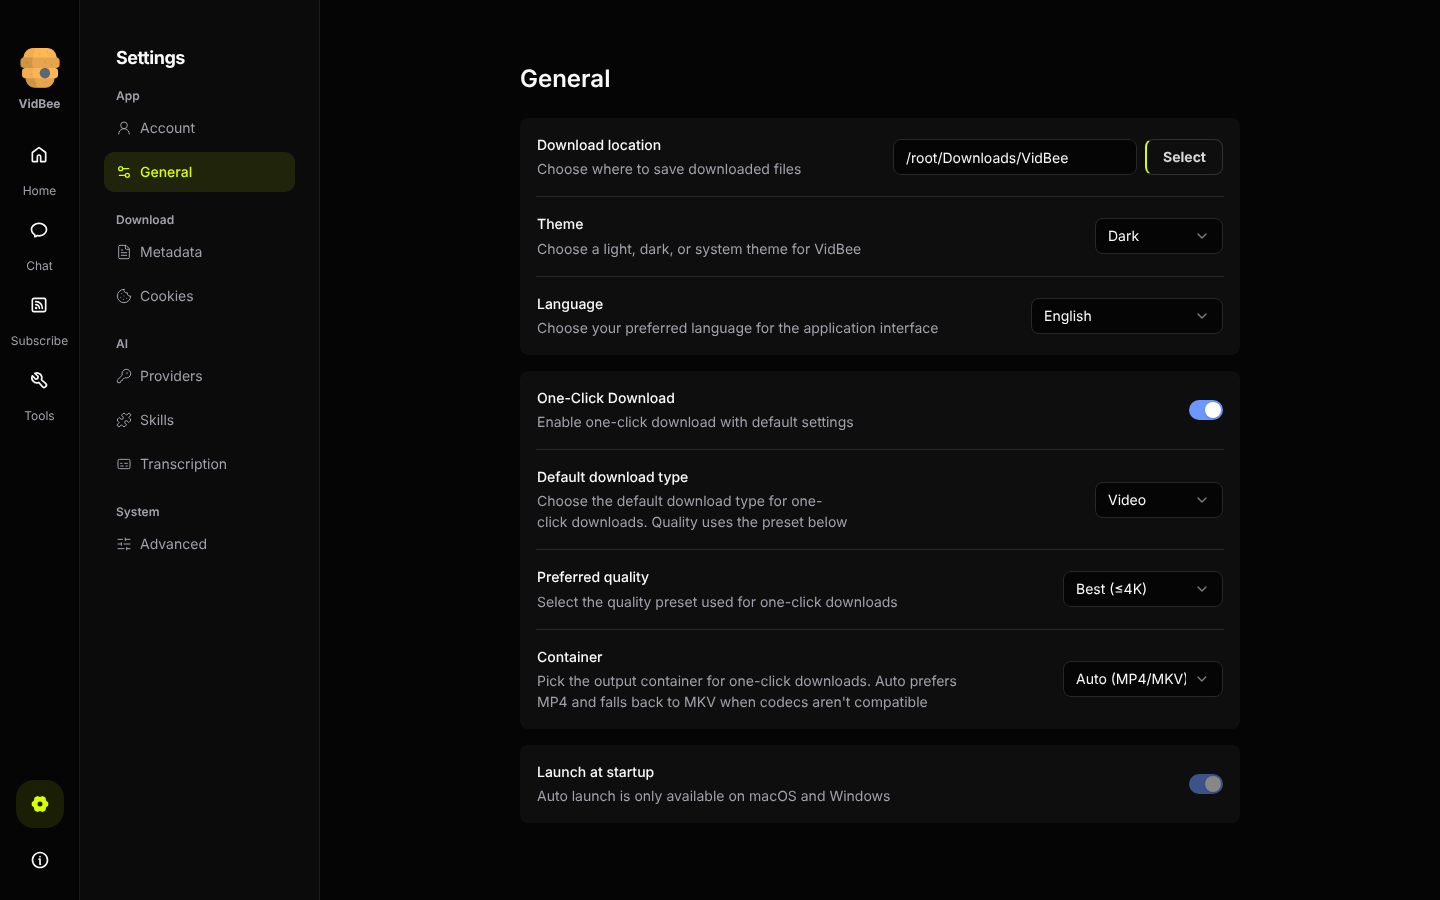 VidBee
Home
Chat
Subscribe
Tools
Settings
App
Account
General
Download
Metadata
Cookies
AI
Providers
Skills
Transcription
System
Advanced
General
Download location
Choose where to save downloaded files
/root/Downloads/VidBee
Select
Theme
Choose a light, dark, or system theme for VidBee
Dark
Language
Choose your preferred language for the application interface
English
One-Click Download
Enable one-click download with default settings
Default download type
Choose the default download type for one-
click downloads. Quality uses the preset below
Video
Preferred quality
Select the quality preset used for one-click downloads
Best (≤4K)
Container
Pick the output container for one-click downloads. Auto prefers
MP4 and falls back to MKV when codecs aren't compatible
Auto (MP4/MKV)
Launch at startup
Auto launch is only available on macOS and Windows